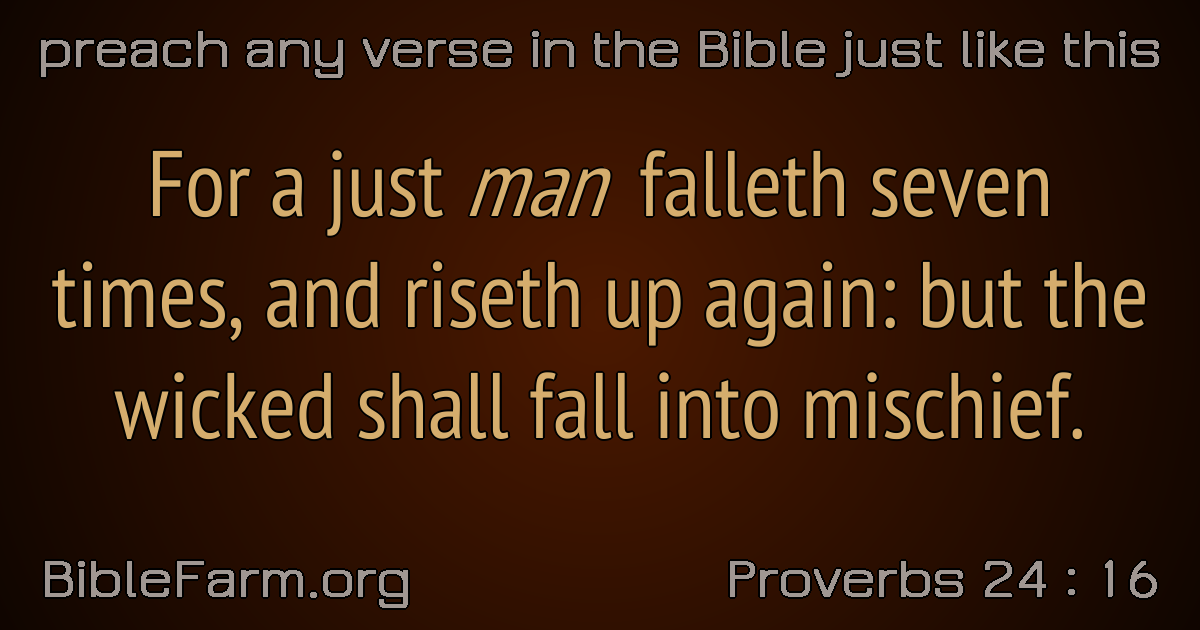 preach any verse in the Bible just like this
For a just man falleth seven
times, and riseth up again: but the
wicked shall fall into mischief.
BibleFarm.org
Proverbs 24 : 16